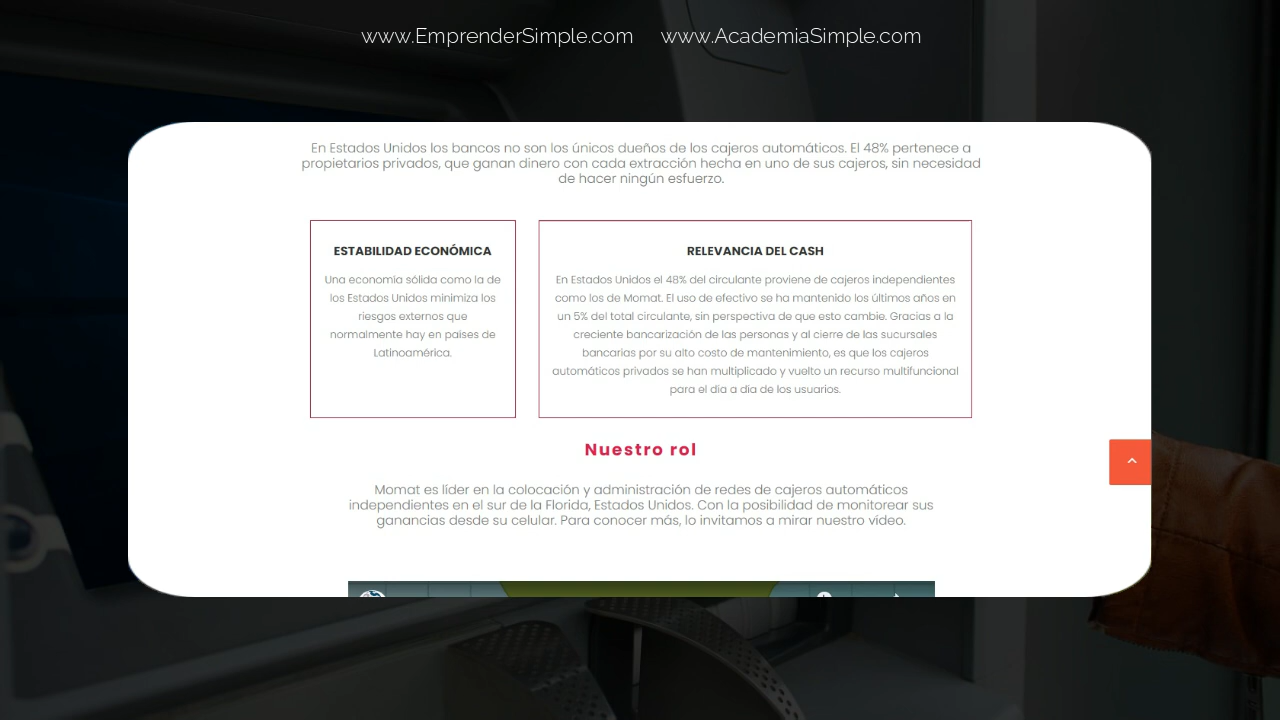 www.EmprenderSimple.com www.AcademiaSimple.com
En Estados Unidos los bancos no son los únicos dueños de los cajeros automáticos. El 48% pertenece a
propietarios privados, que ganan dinero con cada extracción hecha en uno de sus cajeros, sin necesidad
de hacer ningún esfuerzo.
ESTABILIDAD ECONÓMICA
Una economía sólida como la de
los Estados Unidos minimiza los
riesgos externos que
normalmente hay en países de
Latinoamérica.
RELEVANCIA DEL CASH
En Estados Unidos el 48% del circulante proviene de cajeros independientes
como los de Momat. El uso de efectivo se ha mantenido los últimos años en
un 5% del total circulante, sin perspectiva de que esto cambie. Gracias a la
creciente bancarización de las personas y al cierre de las sucursales
bancarias por su alto costo de mantenimiento, es que los cajeros
automáticos privados se han multiplicado y vuelto un recurso multifuncional
para el día a día de los usuarios.
Nuestro rol
Momat es líder en la colocación y administración de redes de cajeros automáticos
independientes en el sur de la Florida, Estados Unidos. Con la posibilidad de monitorear sus
ganancias desde su celular. Para conocer más, lo invitamos a mirar nuestro video.